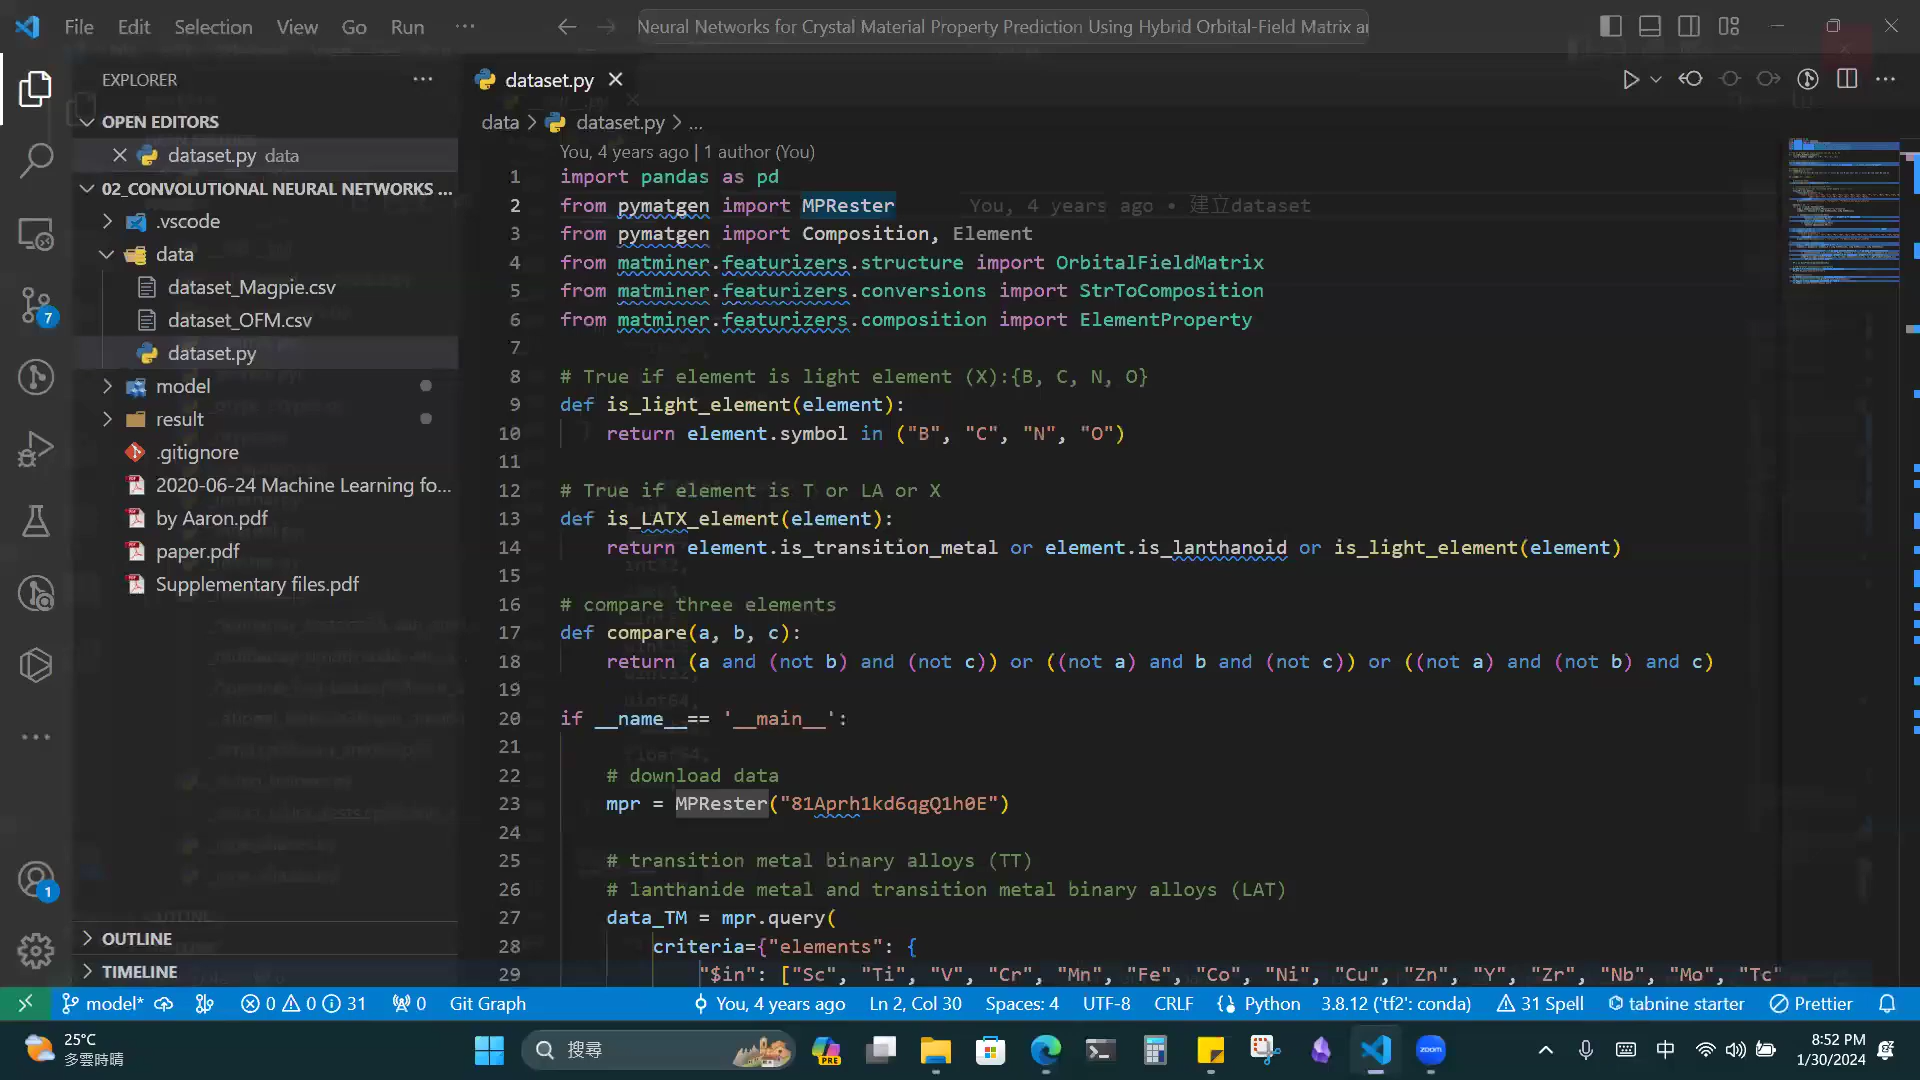 File Edit Selection View Go Run ···
Neural Networks for Crystal Material Property Prediction Using Hybrid Orbital-Field Matrix a
EXPLORER
OPEN EDITORS
dataset.py data
02_CONVOLUTIONAL NEURAL NETWORKS ...
.vscode
data
dataset_Magpie.csv
dataset_OFM.csv
dataset.py
model
result
.gitignore
2020-06-24 Machine Learning fo...
by Aaron.pdf
paper.pdf
Supplementary files.pdf
OUTLINE
TIMELINE
7
1
dataset.py
data > dataset.py > ...
You, 4 years ago | 1 author (You)
1 import pandas as pd
2 from pymatgen import MPRester You, 4 years ago • 建立dataset
3 from pymatgen import Composition, Element
4 from matminer.featurizers.structure import OrbitalFieldMatrix
5 from matminer.featurizers.conversions import StrToComposition
6 from matminer.featurizers.composition import ElementProperty
7
8 # True if element is light element (X):{B, C, N, O}
9 def is_light_element(element):
10 return element.symbol in ("B", "C", "N", "O")
11
12 # True if element is T or LA or X
13 def is_LATX_element(element):
14 return element.is_transition_metal or element.is_lanthanoid or is_light_element(element)
15
16 # compare three elements
17 def compare(a, b, c):
18 return (a and (not b) and (not c)) or ((not a) and b and (not c)) or ((not a) and (not b) and c)
19
20 if __name__== '__main__':
21
22 # download data
23 mpr = MPRester("81Aprh1kd6qgQ1h0E")
24
25 # transition metal binary alloys (TT)
26 # lanthanide metal and transition metal binary alloys (LAT)
27 data_TM = mpr.query(
28 criteria={"elements": {
29 "$in": ["Sc", "Ti", "V", "Cr", "Mn", "Fe", "Co", "Ni", "Cu", "Zn", "Y", "Zr", "Nb", "Mo", "Tc"
model* 0 0 31 0 Git Graph You, 4 years ago Ln 2, Col 30 Spaces: 4 UTF-8 CRLF Python 3.8.12 ('tf2': conda) 31 Spell tabnine starter Prettier
25°C
多雲時晴
搜尋
PRE
zoom
中
8:52 PM
1/30/2024